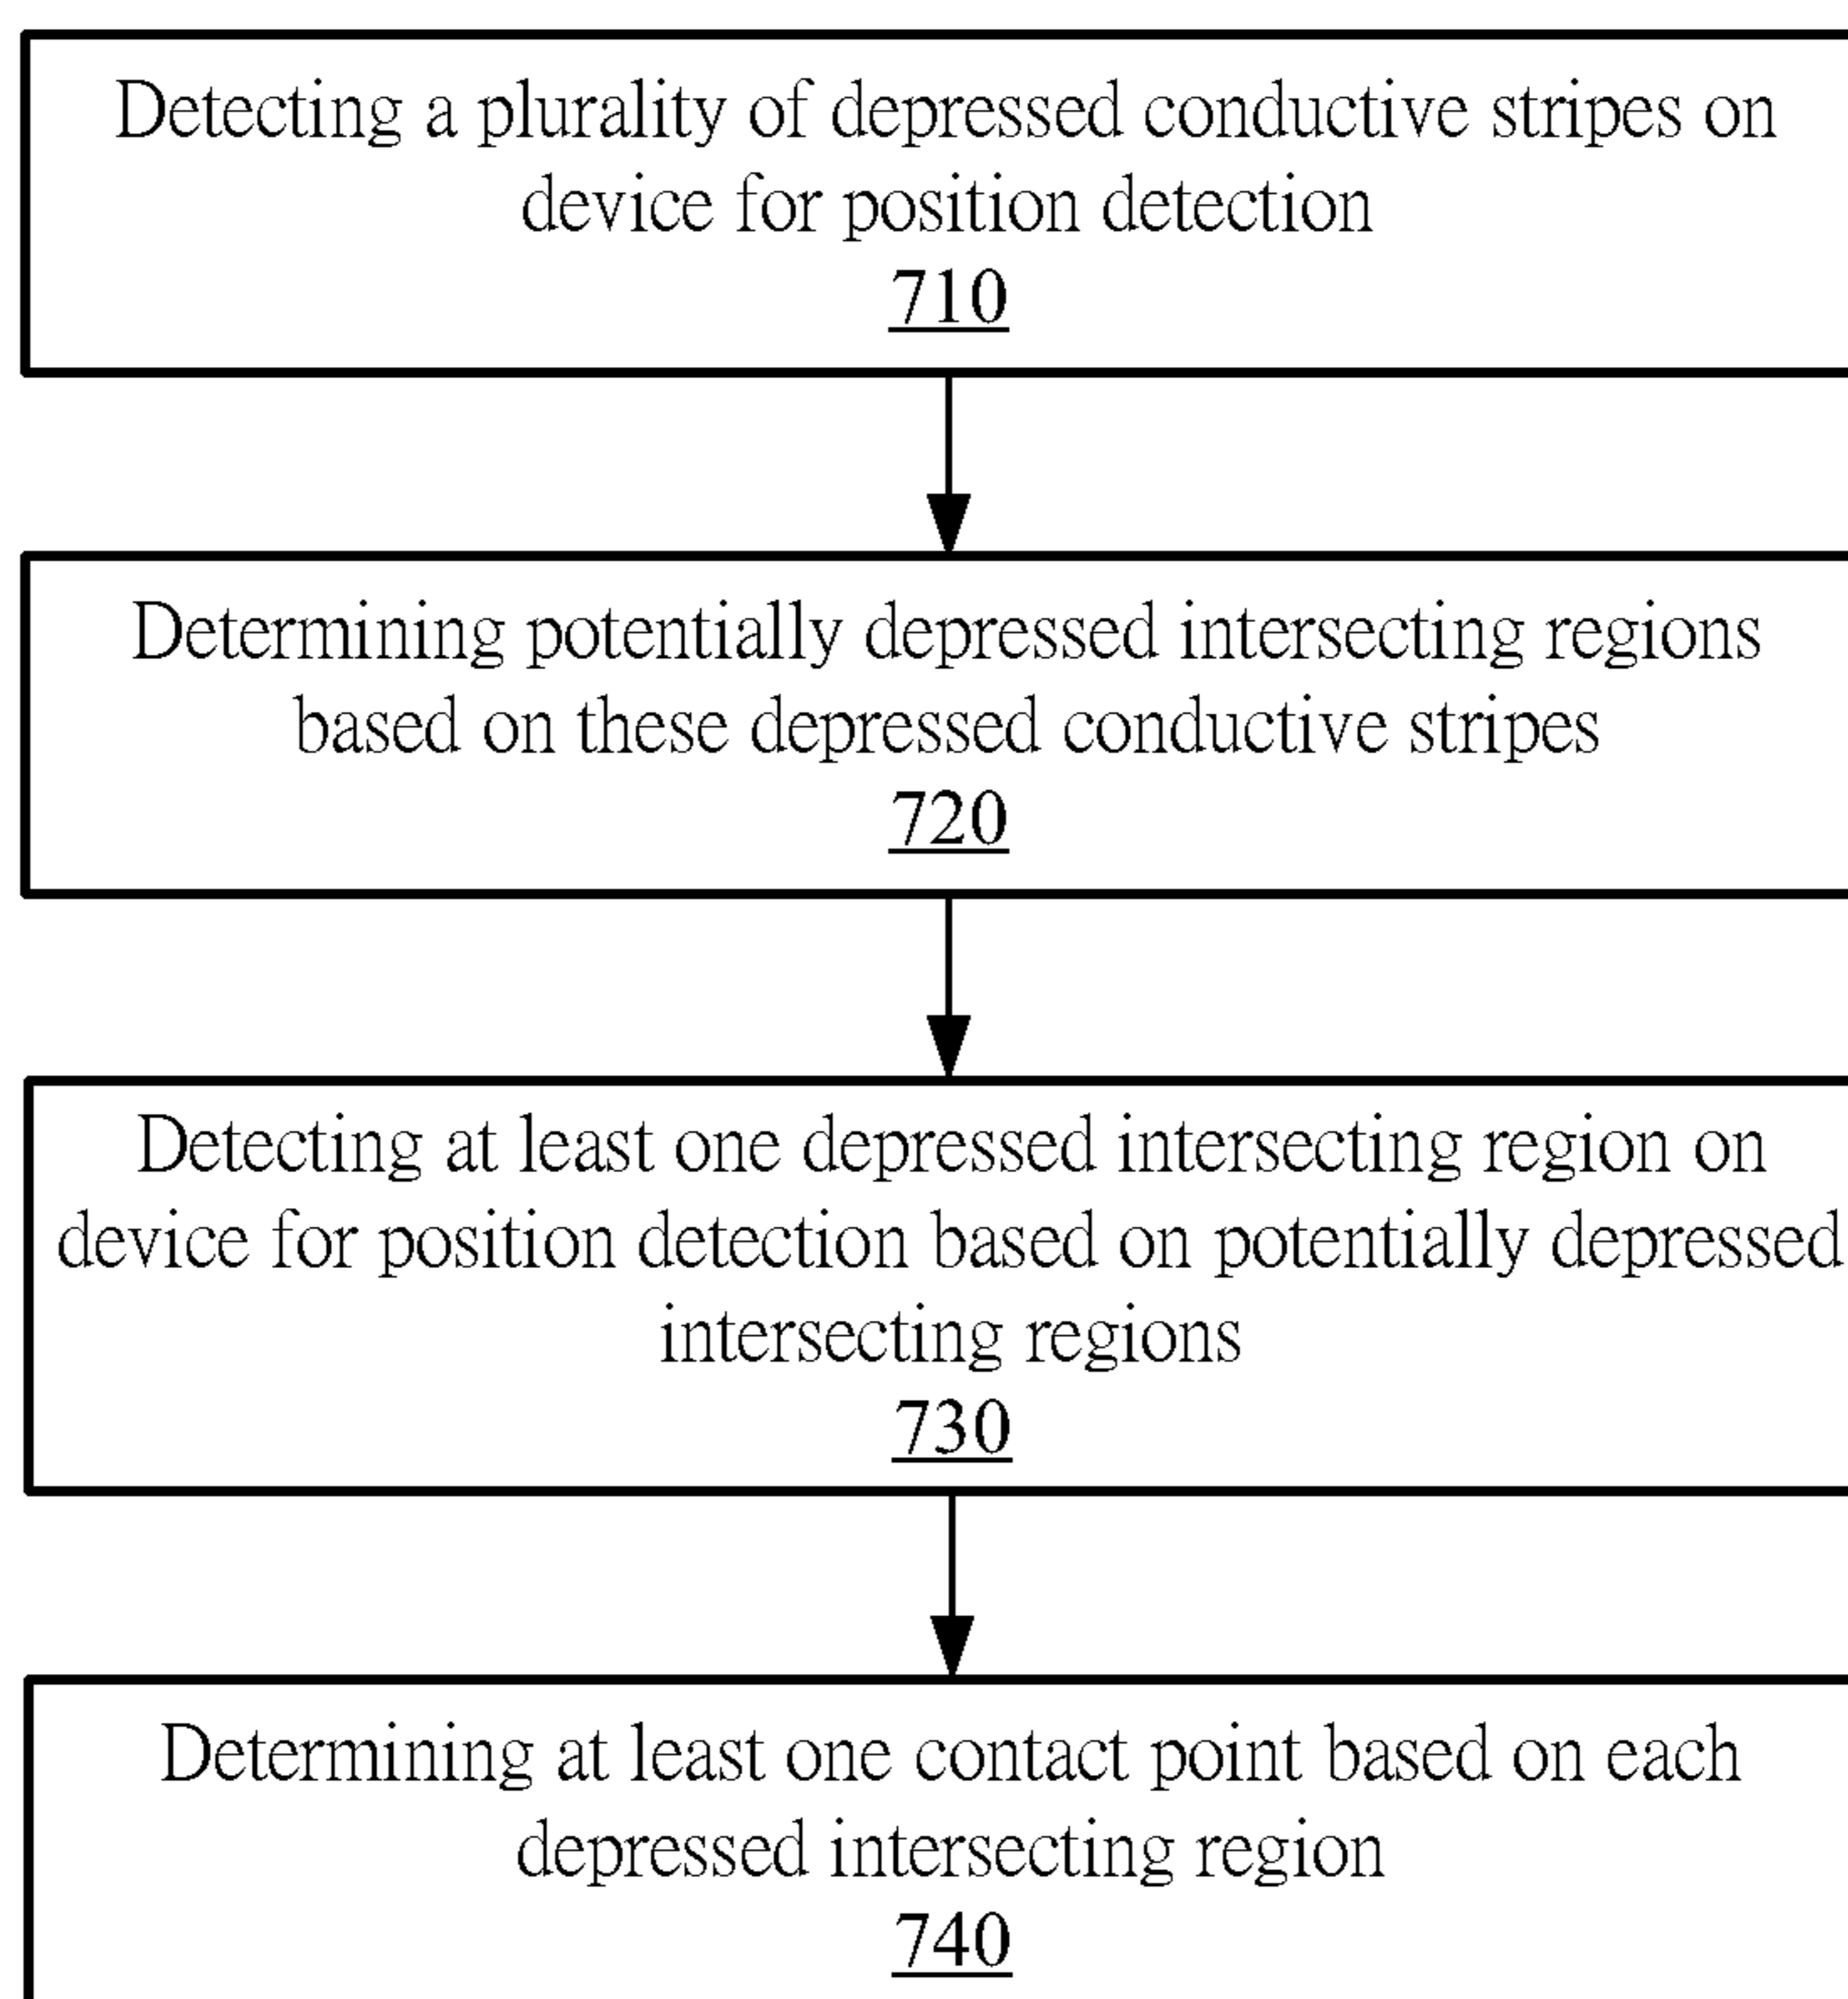 Detecting a plurality of depressed conductive stripes on
device for position detection
710
Determining potentially depressed intersecting regions
based on these depressed conductive stripes
720
Detecting at least one depressed intersecting region on
device for position detection based on potentially depressed
intersecting regions
730
Determining at least one contact point based on each
depressed intersecting region
740